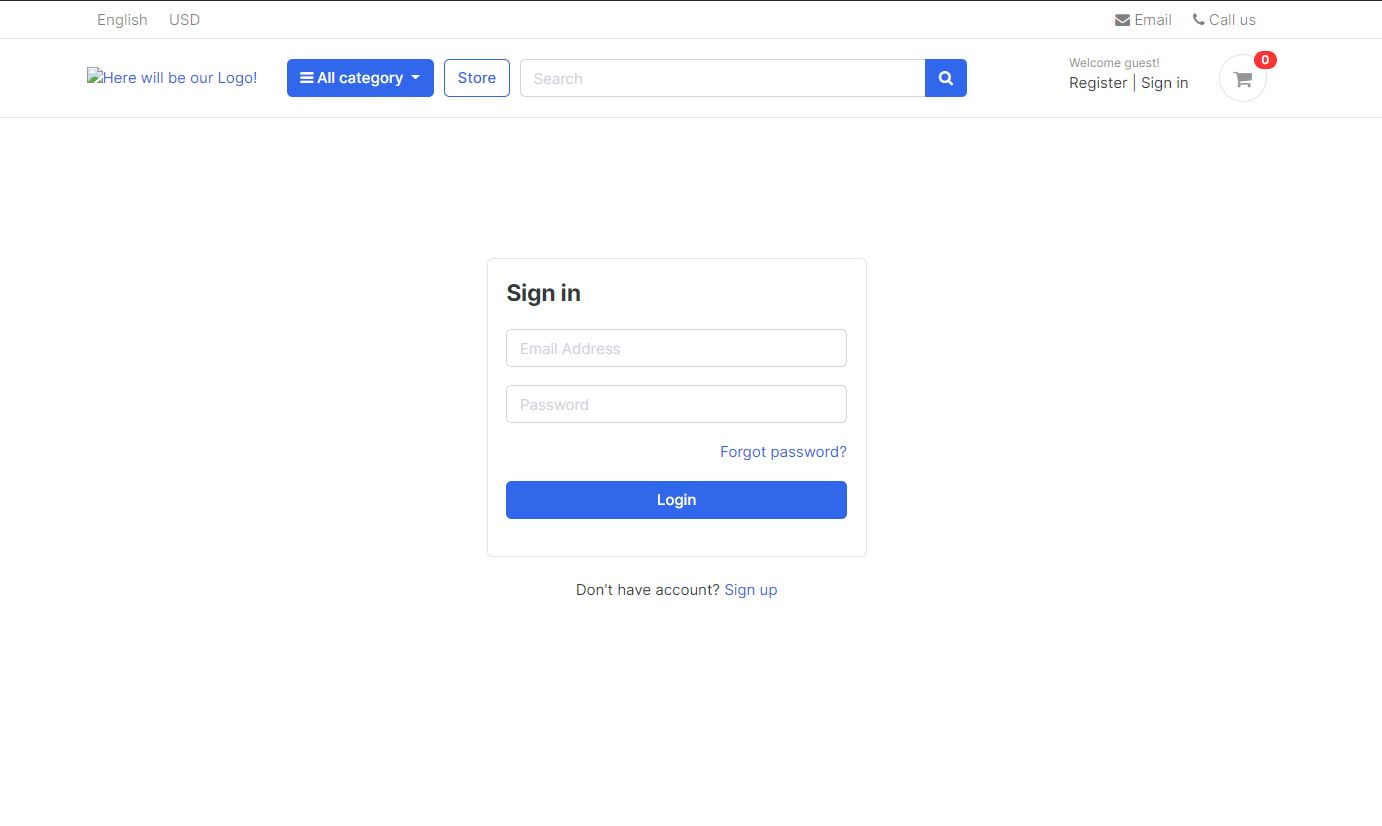 English USD Email Call us
Here will be our Logo! All category Store Search Welcome guest! 0
Register | Sign in
Sign in
Email Address
Password
Forgot password?
Login
Don't have account? Sign up